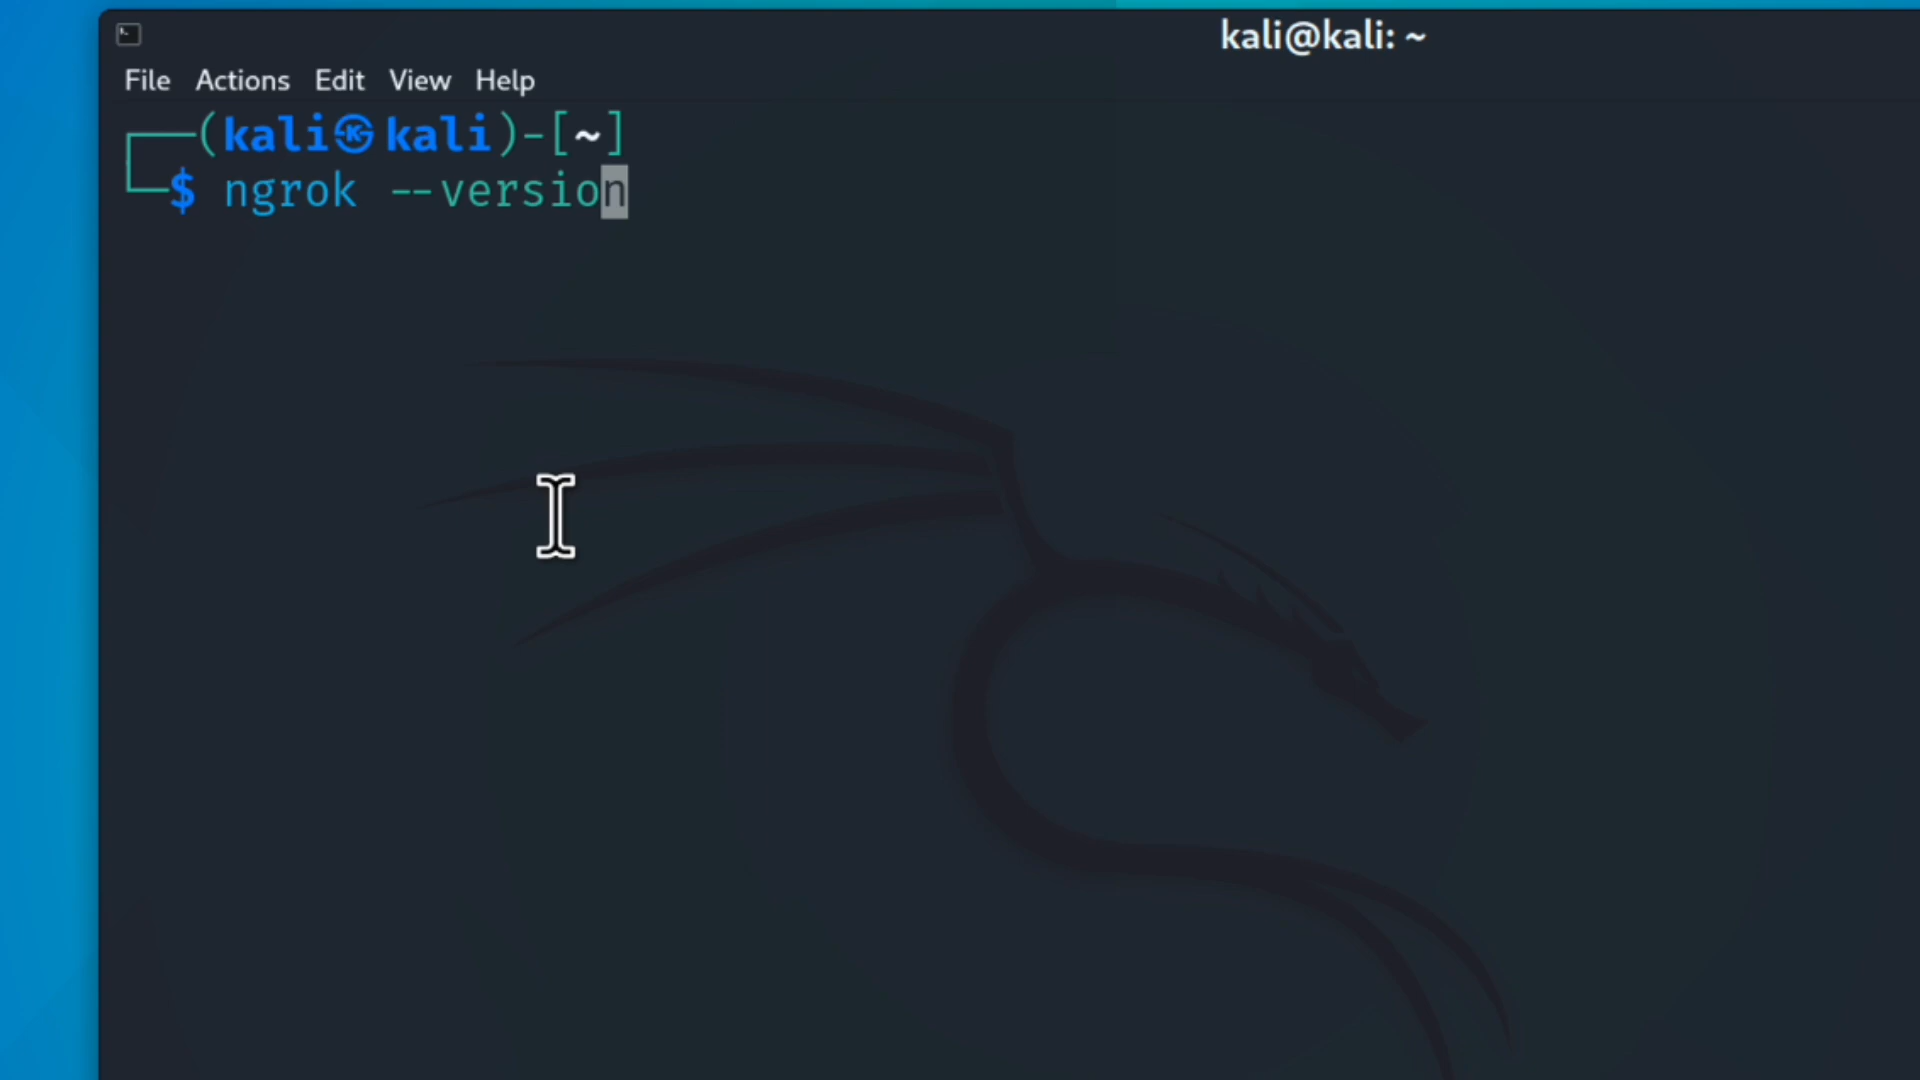 kali@kali: ~
File Actions Edit View Help
┌──(kali㉿kali)-[~]
└─$ ngrok --version